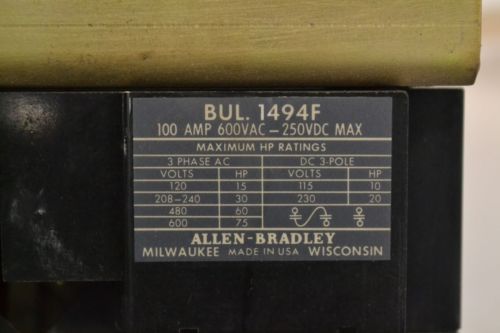 BUL. 1494F
100 AMP 600VAC-250VDC MAX
MAXIMUM HP RATINGS
3 PHASE AC DC 3-POLE
VOLTS HP VOLTS HP
120 15 115 10
208-240 30 230 20
480 60
600 75
ALLEN-BRADLEY
MILWAUKEE MADE IN USA WISCONSIN